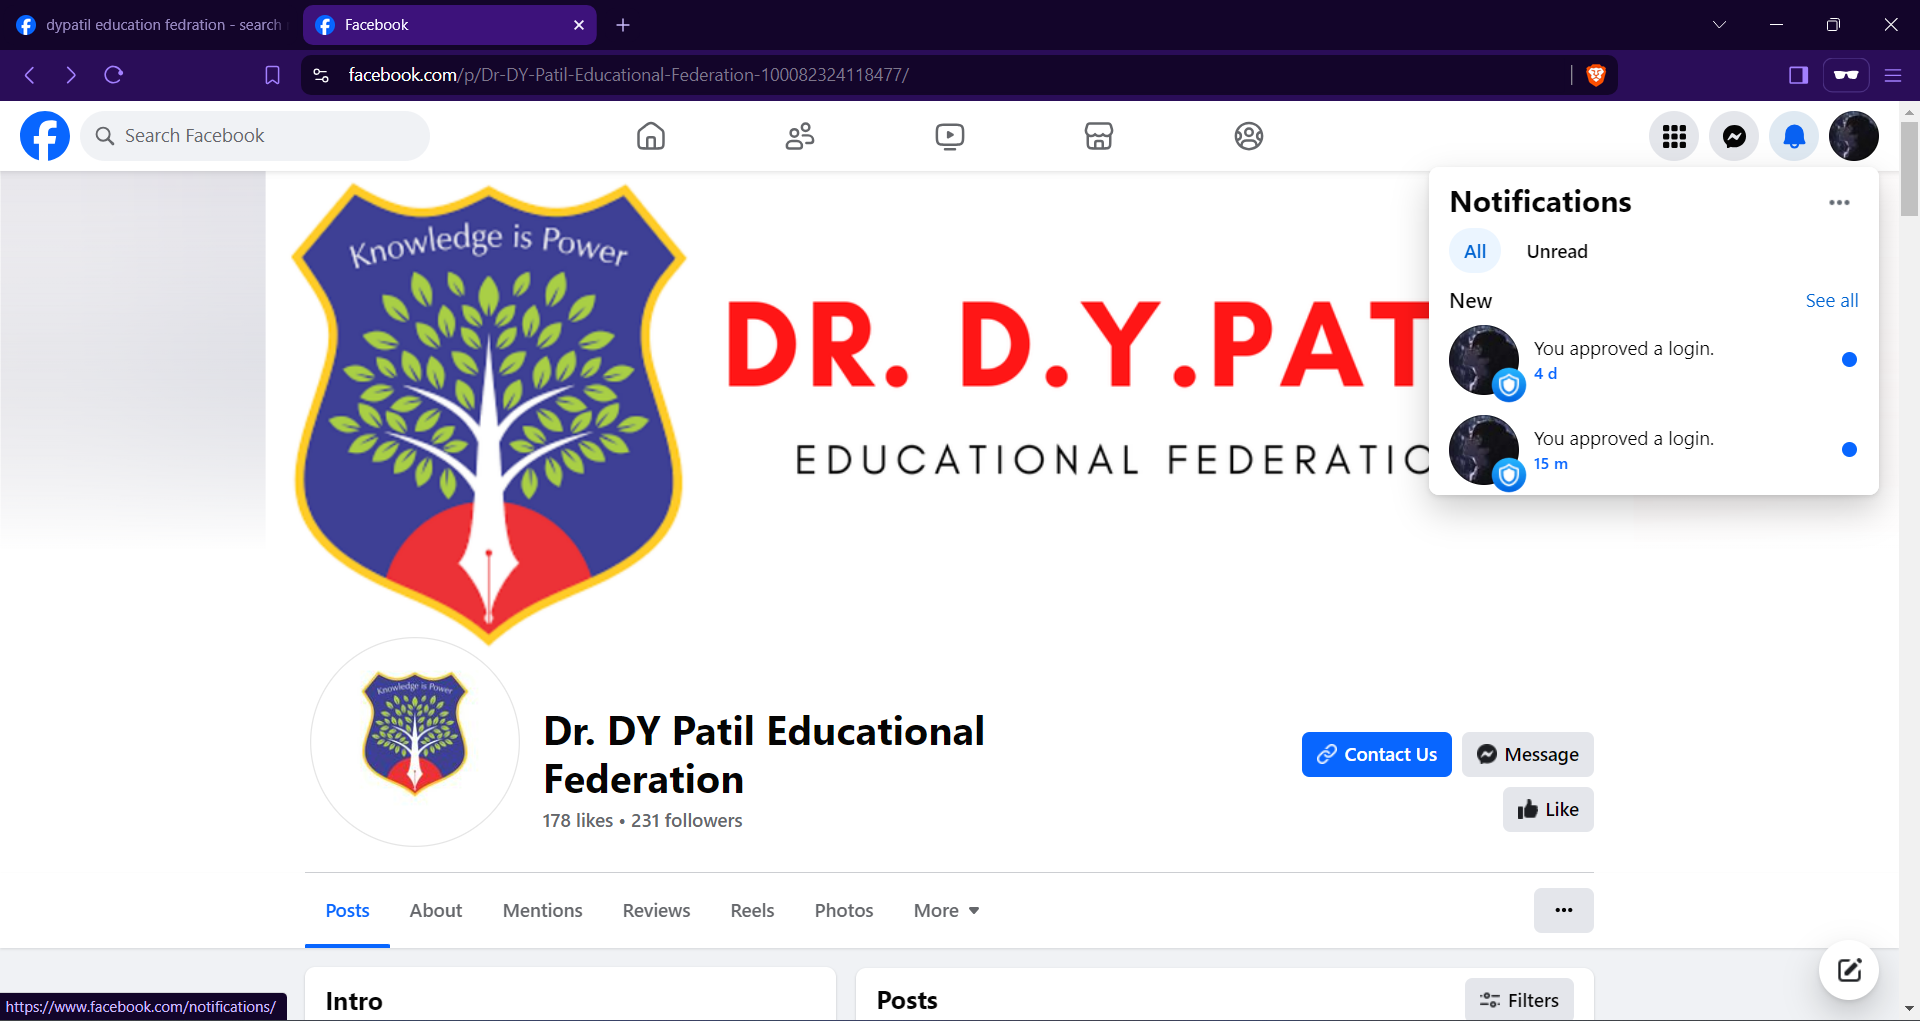 dypatil education fedration - search
Facebook
facebook.com/p/Dr-DY-Patil-Educational-Federation-100082324118477/
Search Facebook
Knowledge is Power
DR. D.Y.PAT
EDUCATIONAL FEDERATIO
Notifications
All
Unread
New
See all
You approved a login.
4 d
You approved a login.
15 m
Knowledge is Power
Dr. DY Patil Educational
Federation
178 likes • 231 followers
Contact Us
Message
Like
Posts
About
Mentions
Reviews
Reels
Photos
More
Intro
Posts
Filters
https://www.facebook.com/notifications/